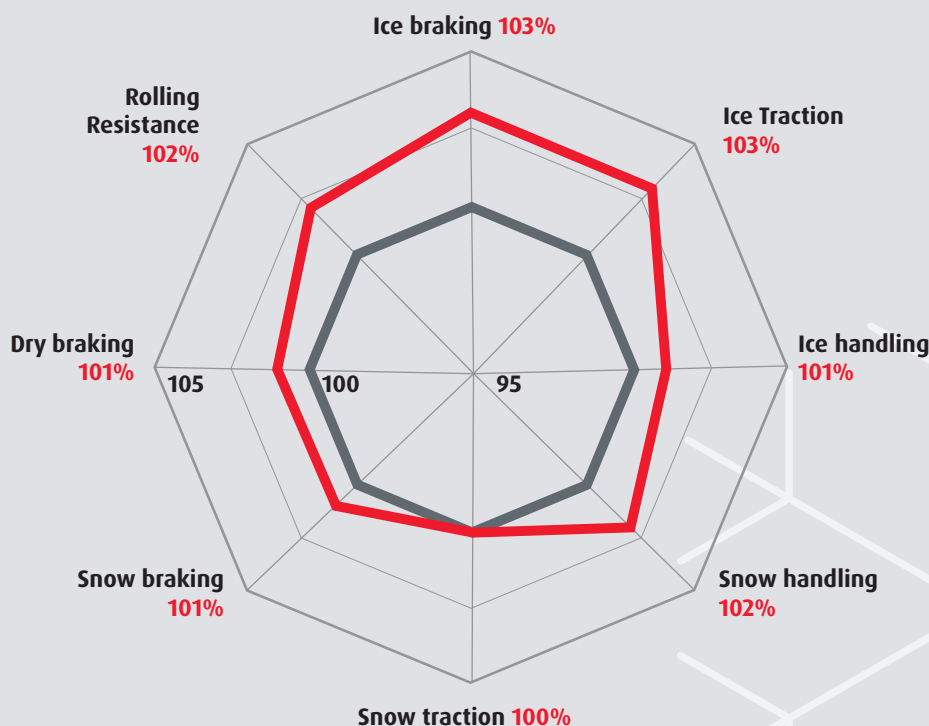 Ice braking 103%
Rolling
Resistance
102%
Ice Traction
103%
Dry braking
101%
105
100
95
Ice handling
101%
Snow braking
101%
Snow handling
102%
Snow traction 100%